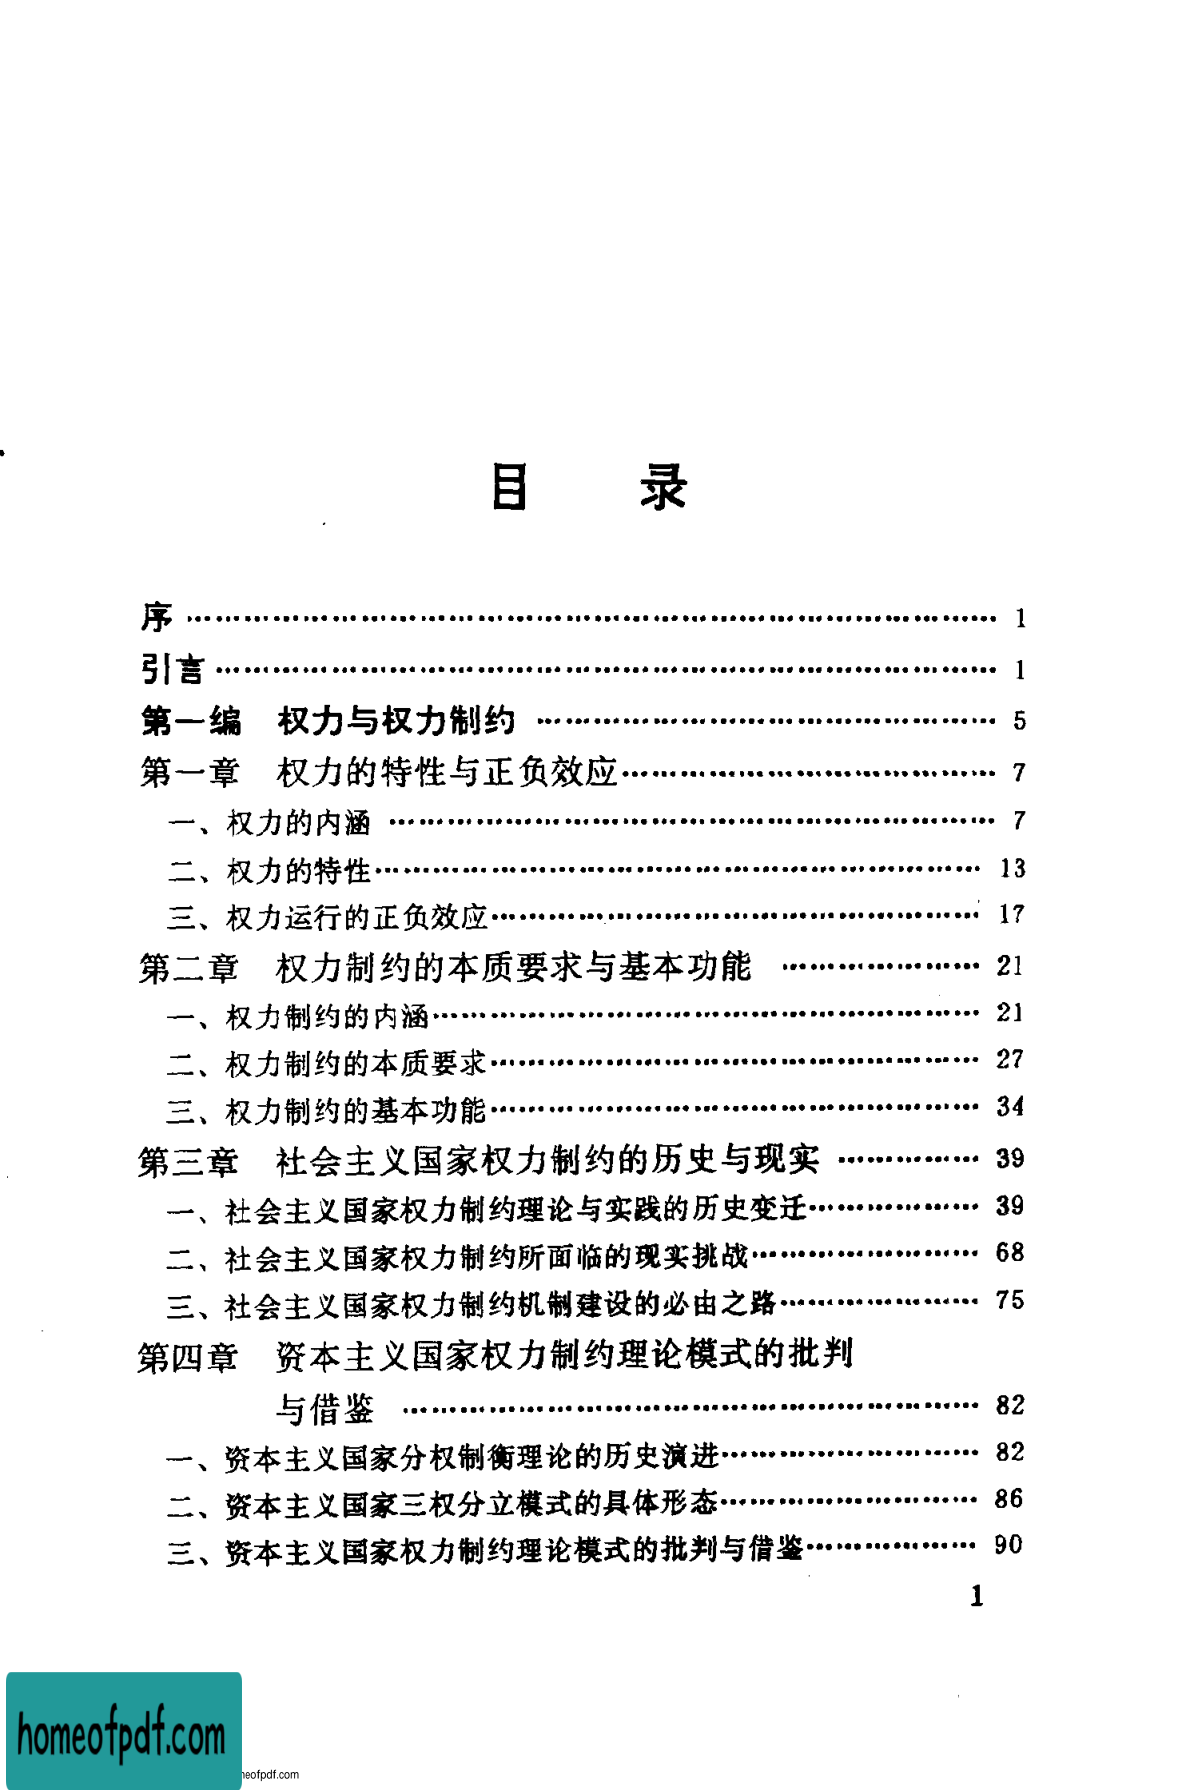 目 录
序 …………………………………………………… 1
引言 …………………………………………………… 1
第一编 权力与权力制约 …………………………… 5
第一章 权力的特性与正负效应 …………………… 7
一、权力的内涵 ……………………………………… 7
二、权力的特性 ……………………………………… 13
三、权力运行的正负效应 …………………………… 17
第二章 权力制约的本质要求与基本功能 ………… 21
一、权力制约的内涵 ………………………………… 21
二、权力制约的本质要求 …………………………… 27
三、权力制约的基本功能 …………………………… 34
第三章 社会主义国家权力制约的历史与现实 …… 39
一、社会主义国家权力制约理论与实践的历史变迁 …… 39
二、社会主义国家权力制约所面临的现实挑战 …… 68
三、社会主义国家权力制约机制建设的必由之路 …… 75
第四章 资本主义国家权力制约理论模式的批判
与借鉴 ……………………………………… 82
一、资本主义国家分权制衡理论的历史演进 ……… 82
二、资本主义国家三权分立模式的具体形态 ……… 86
三、资本主义国家权力制约理论模式的批判与借鉴 …… 90
1
homeofpdf.com
neofpdf.com